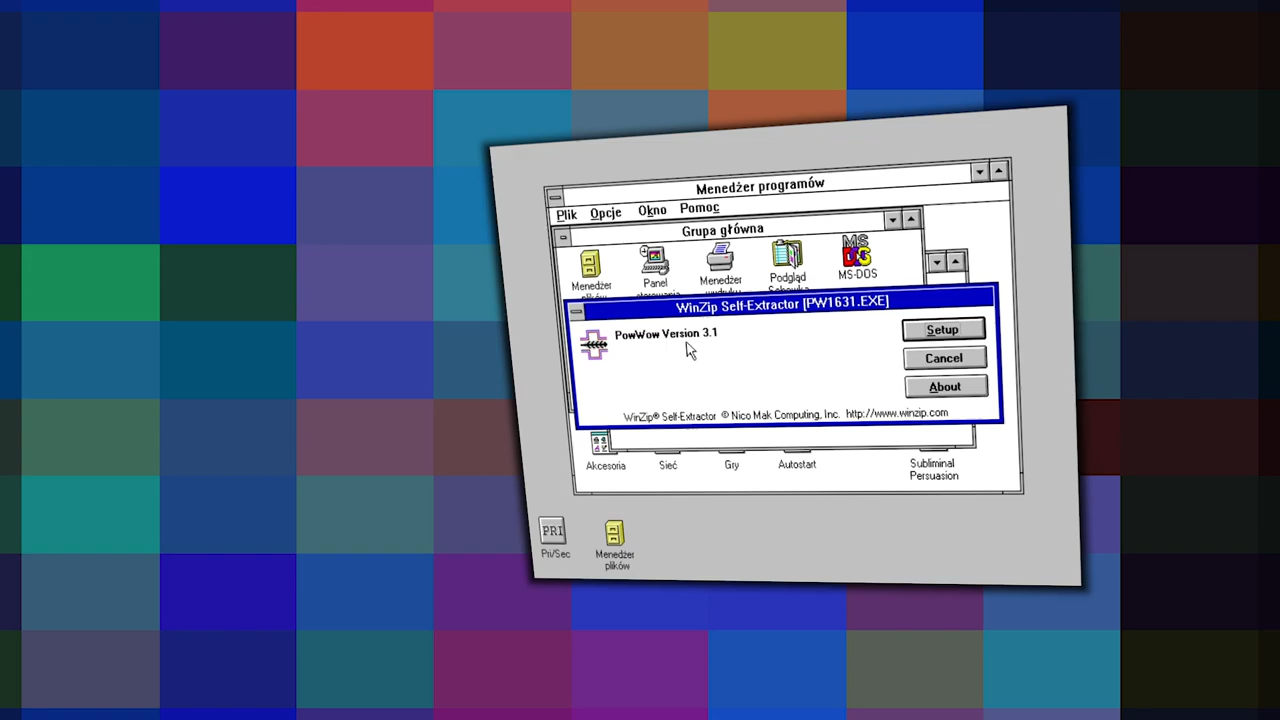 Menedżer programów
Plik Opcje Okno Pomoc
Grupa główna
Menedżer
Panel
Menedżer
Podgląd
MS-DOS
MS DOS
WinZip Self-Extractor [PW1631.EXE]
PowWow Version 3.1
Setup
Cancel
About
WinZip® Self-Extractor © Nico Mak Computing, Inc. http://www.winzip.com
Akcesoria Sieć Gry Autostart Subliminal
Persuasion
PRI
Pri/Sec
Menedżer
plików